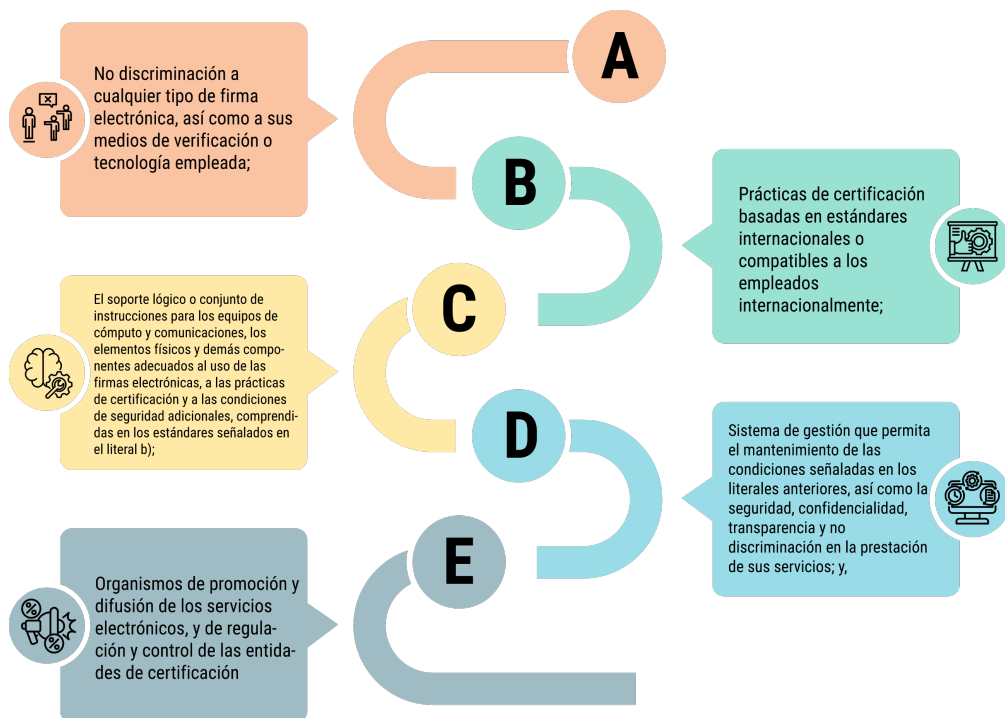 A
No discriminación a
cualquier tipo de firma
electrónica, así como a sus
medios de verificación o
tecnología empleada;
B
Prácticas de certificación
basadas en estándares
internacionales o
compatibles a los
empleados
internacionalmente;
C
El soporte lógico o conjunto de
instrucciones para los equipos de
cómputo y comunicaciones, los
elementos físicos y demás compo-
nentes adecuados al uso de las
firmas electrónicas, a las prácticas
de certificación y a las condiciones
de seguridad adicionales, comprendi-
das en los estándares señalados en
el literal b);
D
Sistema de gestión que permita
el mantenimiento de las
condiciones señaladas en los
literales anteriores, así como la
seguridad, confidencialidad,
transparencia y no
discriminación en la prestación
de sus servicios; y,
E
Organismos de promoción y
difusión de los servicios
electrónicos, y de regula-
ción y control de las entida-
des de certificación